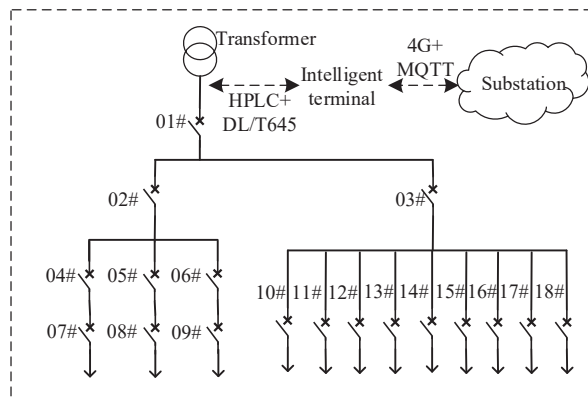 Transformer
4G+
MQTT
Intelligent
terminal
Substation
HPLC+
DL/T645
01#
02#
03#
04# 05# 06#
10# 11# 12# 13# 14# 15# 16# 17# 18#
07# 08# 09#